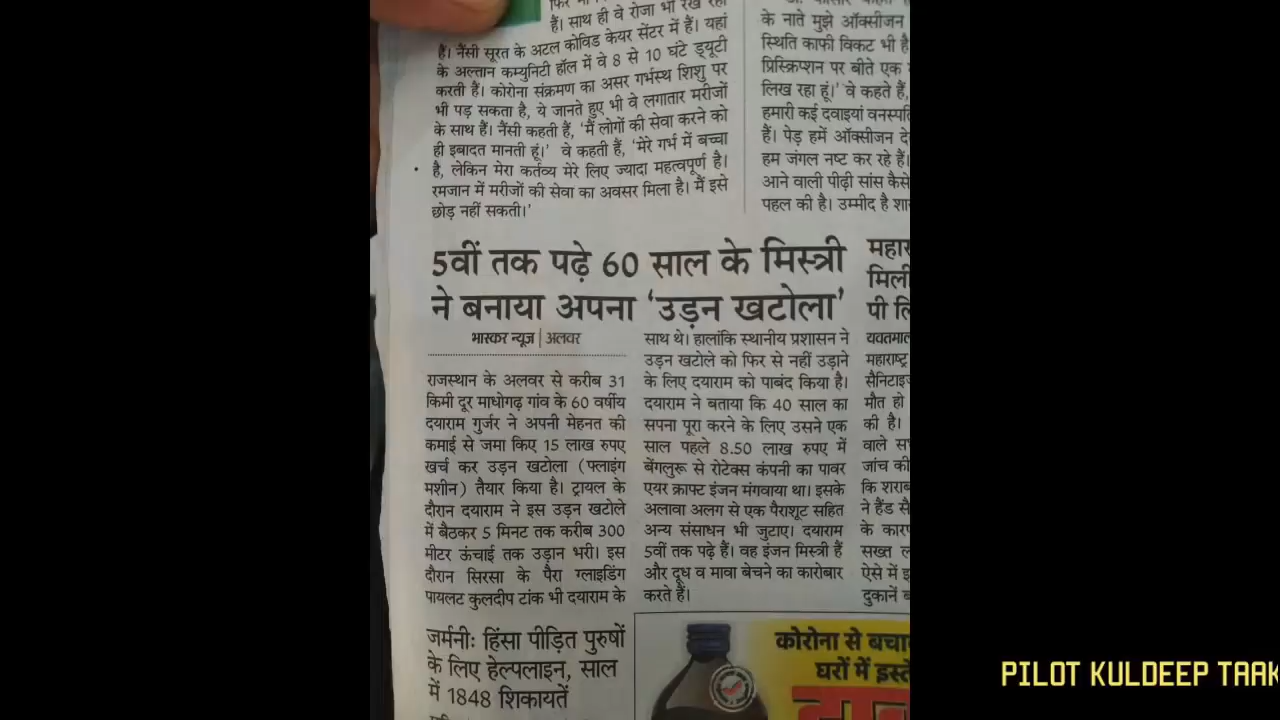 हैं। साथ ही वे रोजा भी रख रही
हैं। नैंसी सूरत के अटल कोविड केयर सेंटर में हैं। यहां
के अल्तान कम्युनिटी हॉल में वे 8 से 10 घंटे ड्यूटी
करती हैं। कोरोना संक्रमण का असर गर्भस्थ शिशु पर
भी पड़ सकता है, ये जानते हुए भी वे लगातार मरीजों
के साथ हैं। नैंसी कहती हैं, 'मैं लोगों की सेवा करने को
ही इबादत मानती हूं।' वे कहती हैं, 'मेरे गर्भ में बच्चा
है, लेकिन मेरा कर्तव्य मेरे लिए ज्यादा महत्वपूर्ण है।
रमजान में मरीजों की सेवा का अवसर मिला है। मैं इसे
छोड़ नहीं सकती।'
के नाते मुझे ऑक्सीजन
स्थिति काफी विकट भी है
प्रिस्क्रिप्शन पर बीते एक
लिख रहा हूं।' वे कहते हैं,
हमारी कई दवाइयां
हैं। पेड़ हमें ऑक्सीजन
हम जंगल नष्ट कर रहे हैं।
आने वाली पीढ़ी सांस कैसे
पहल की है। उम्मीद है
5वीं तक पढ़े 60 साल के मिस्त्री
ने बनाया अपना 'उड़न खटोला'
भास्कर न्यूज | अलवर
राजस्थान के अलवर से करीब 31
किमी दूर माधोगढ़ गांव के 60 वर्षीय
दयाराम गुर्जर ने अपनी मेहनत की
कमाई से जमा किए 15 लाख रुपए
खर्च कर उड़न खटोला (फ्लाइंग
मशीन) तैयार किया है। ट्रायल के
दौरान दयाराम ने इस उड़न खटोले
में बैठकर 5 मिनट तक करीब 300
मीटर ऊंचाई तक उड़ान भरी। इस
दौरान सिरसा के पैरा ग्लाइडिंग
पायलट कुलदीप टांक भी दयाराम के
साथ थे। हालांकि स्थानीय प्रशासन ने
उड़न खटोले को फिर से नहीं उड़ाने
के लिए दयाराम को पाबंद किया है।
दयाराम ने बताया कि 40 साल का
सपना पूरा करने के लिए उसने एक
साल पहले 8.50 लाख रुपए में
बेंगलुरू से रोटेक्स कंपनी का पावर
एयर क्राफ्ट इंजन मंगवाया था। इसके
अलावा अलग से एक पैराशूट सहित
अन्य संसाधन भी जुटाए। दयाराम
5वीं तक पढ़े हैं। वह इंजन मिस्त्री हैं
और दूध व मावा बेचने का कारोबार
करते हैं।
मिली
पी
महाराष्ट्र
मौत हो
की है।
वाले
जांच की
कि शराब
ने हैंड
के
सख्त
ऐसे में
दुकानें
जर्मनी: हिंसा पीड़ित पुरुषों
के लिए हेल्पलाइन, साल
में 1848 शिकायतें
कोरोना से
घरों में
PILOT KULDEEP TAAK